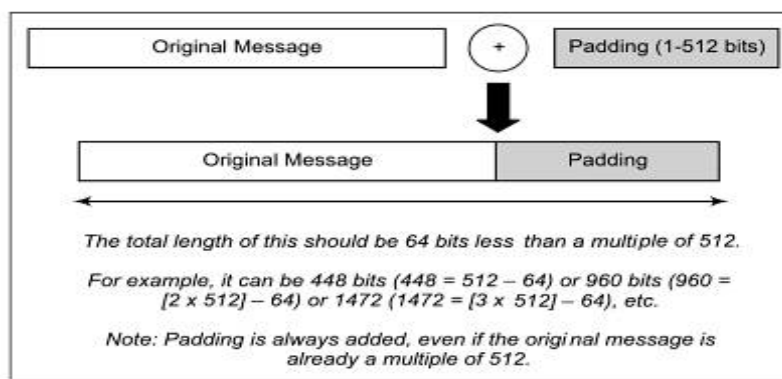 Original Message + Padding (1-512 bits)
Original Message Padding
The total length of this should be 64 bits less than a multiple of 512.
For example, it can be 448 bits (448 = 512 – 64) or 960 bits (960 =
[2 x 512] – 64) or 1472 (1472 = [3 x 512] – 64), etc.
Note: Padding is always added, even if the original message is
already a multiple of 512.